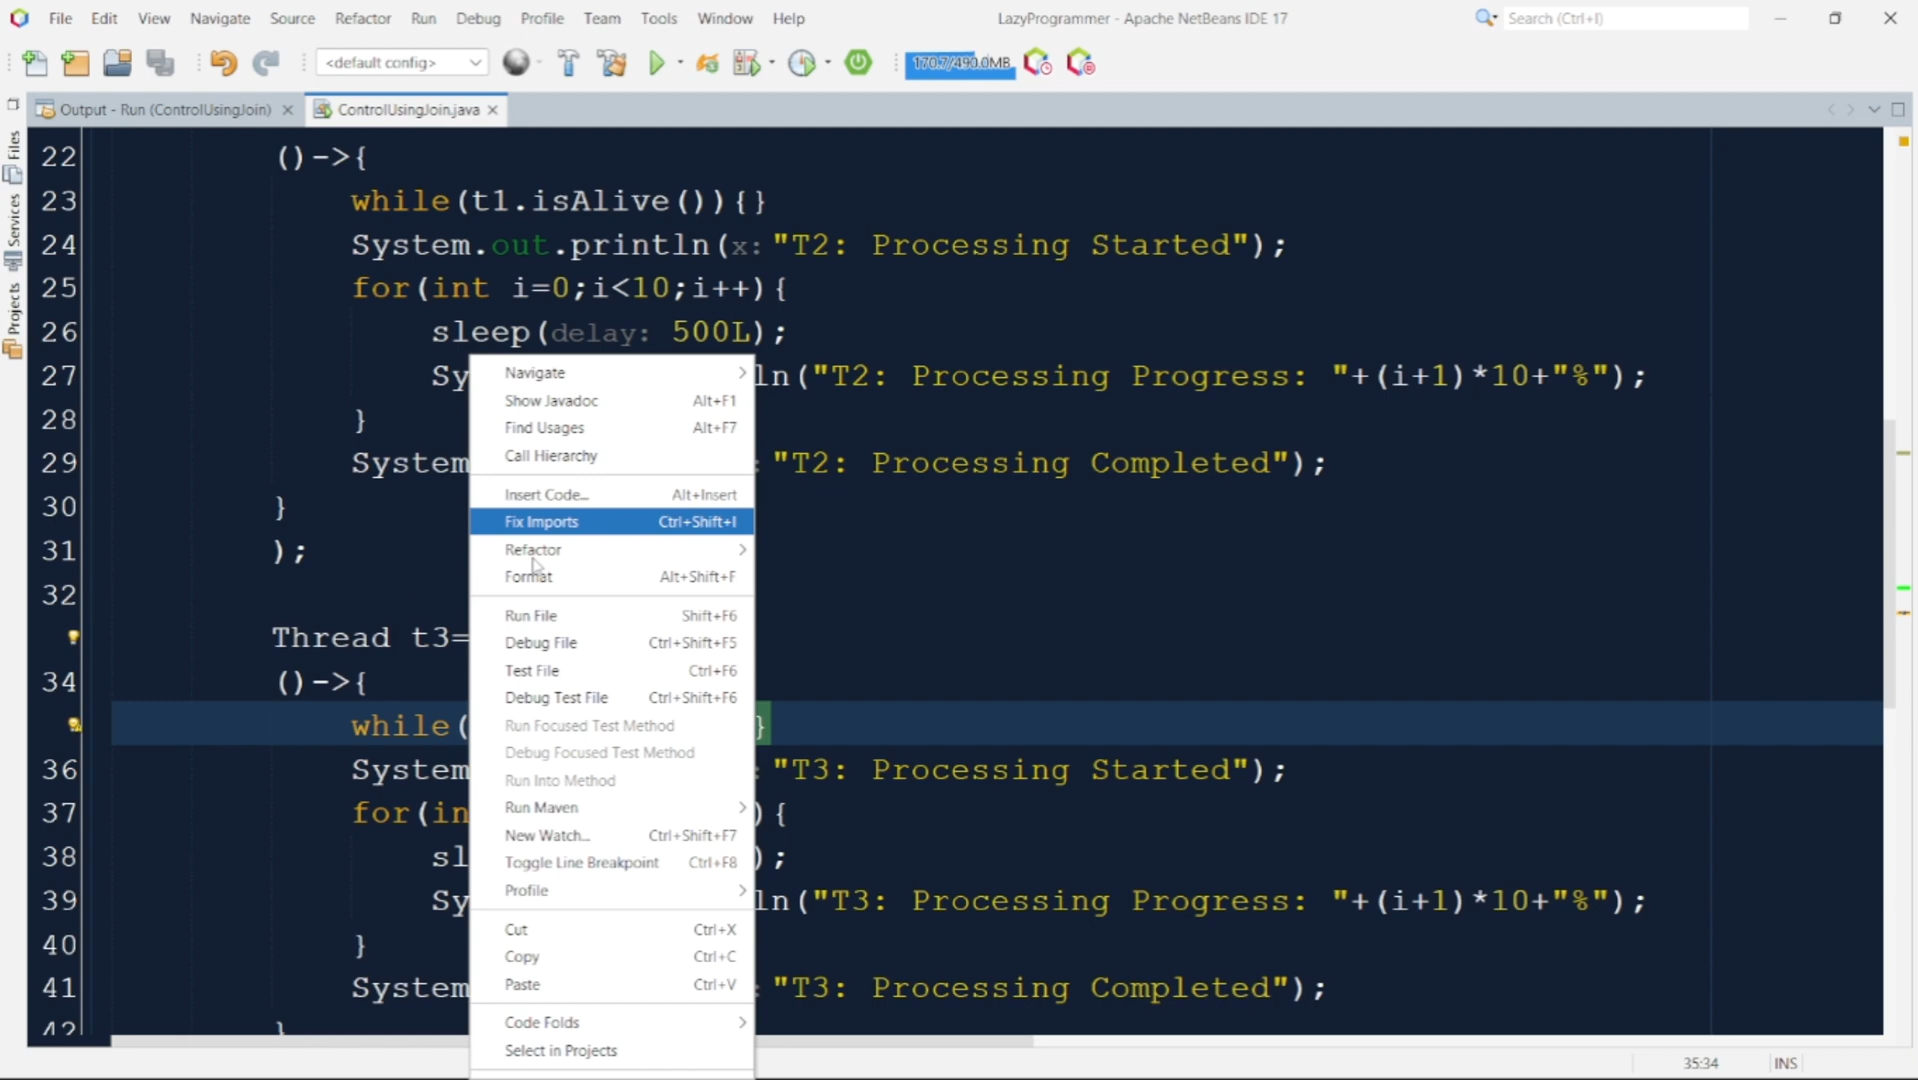 File Edit View Navigate Source Refactor Run Debug Profile Team Tools Window Help
LazyProgrammer - Apache NetBeans IDE 17
Search (Ctrl+I)
<default config>
170.7/490.0MB
Output - Run (ControlUsingJoin)
ControlUsingJoin.java
Files
Services
Projects
22 ()->{
23 while(t1.isAlive()){}
24 System.out.println(x: "T2: Processing Started");
25 for(int i=0;i<10;i++){
26 sleep(delay: 500L);
27 Sy ln("T2: Processing Progress: "+(i+1)*10+"%");
28 }
29 System : "T2: Processing Completed");
30 }
31 );
32
Thread t3=
34 ()->{
while( }
36 System : "T3: Processing Started");
37 for(in ){
38 sl );
39 Sy ln("T3: Processing Progress: "+(i+1)*10+"%");
40 }
41 System : "T3: Processing Completed");
42 }
Navigate
Show Javadoc Alt+F1
Find Usages Alt+F7
Call Hierarchy
Insert Code... Alt+Insert
Fix Imports Ctrl+Shift+I
Refactor
Format Alt+Shift+F
Run File Shift+F6
Debug File Ctrl+Shift+F5
Test File Ctrl+F6
Debug Test File Ctrl+Shift+F6
Run Focused Test Method
Debug Focused Test Method
Run Into Method
Run Maven
New Watch... Ctrl+Shift+F7
Toggle Line Breakpoint Ctrl+F8
Profile
Cut Ctrl+X
Copy Ctrl+C
Paste Ctrl+V
Code Folds
Select in Projects
35:34 INS